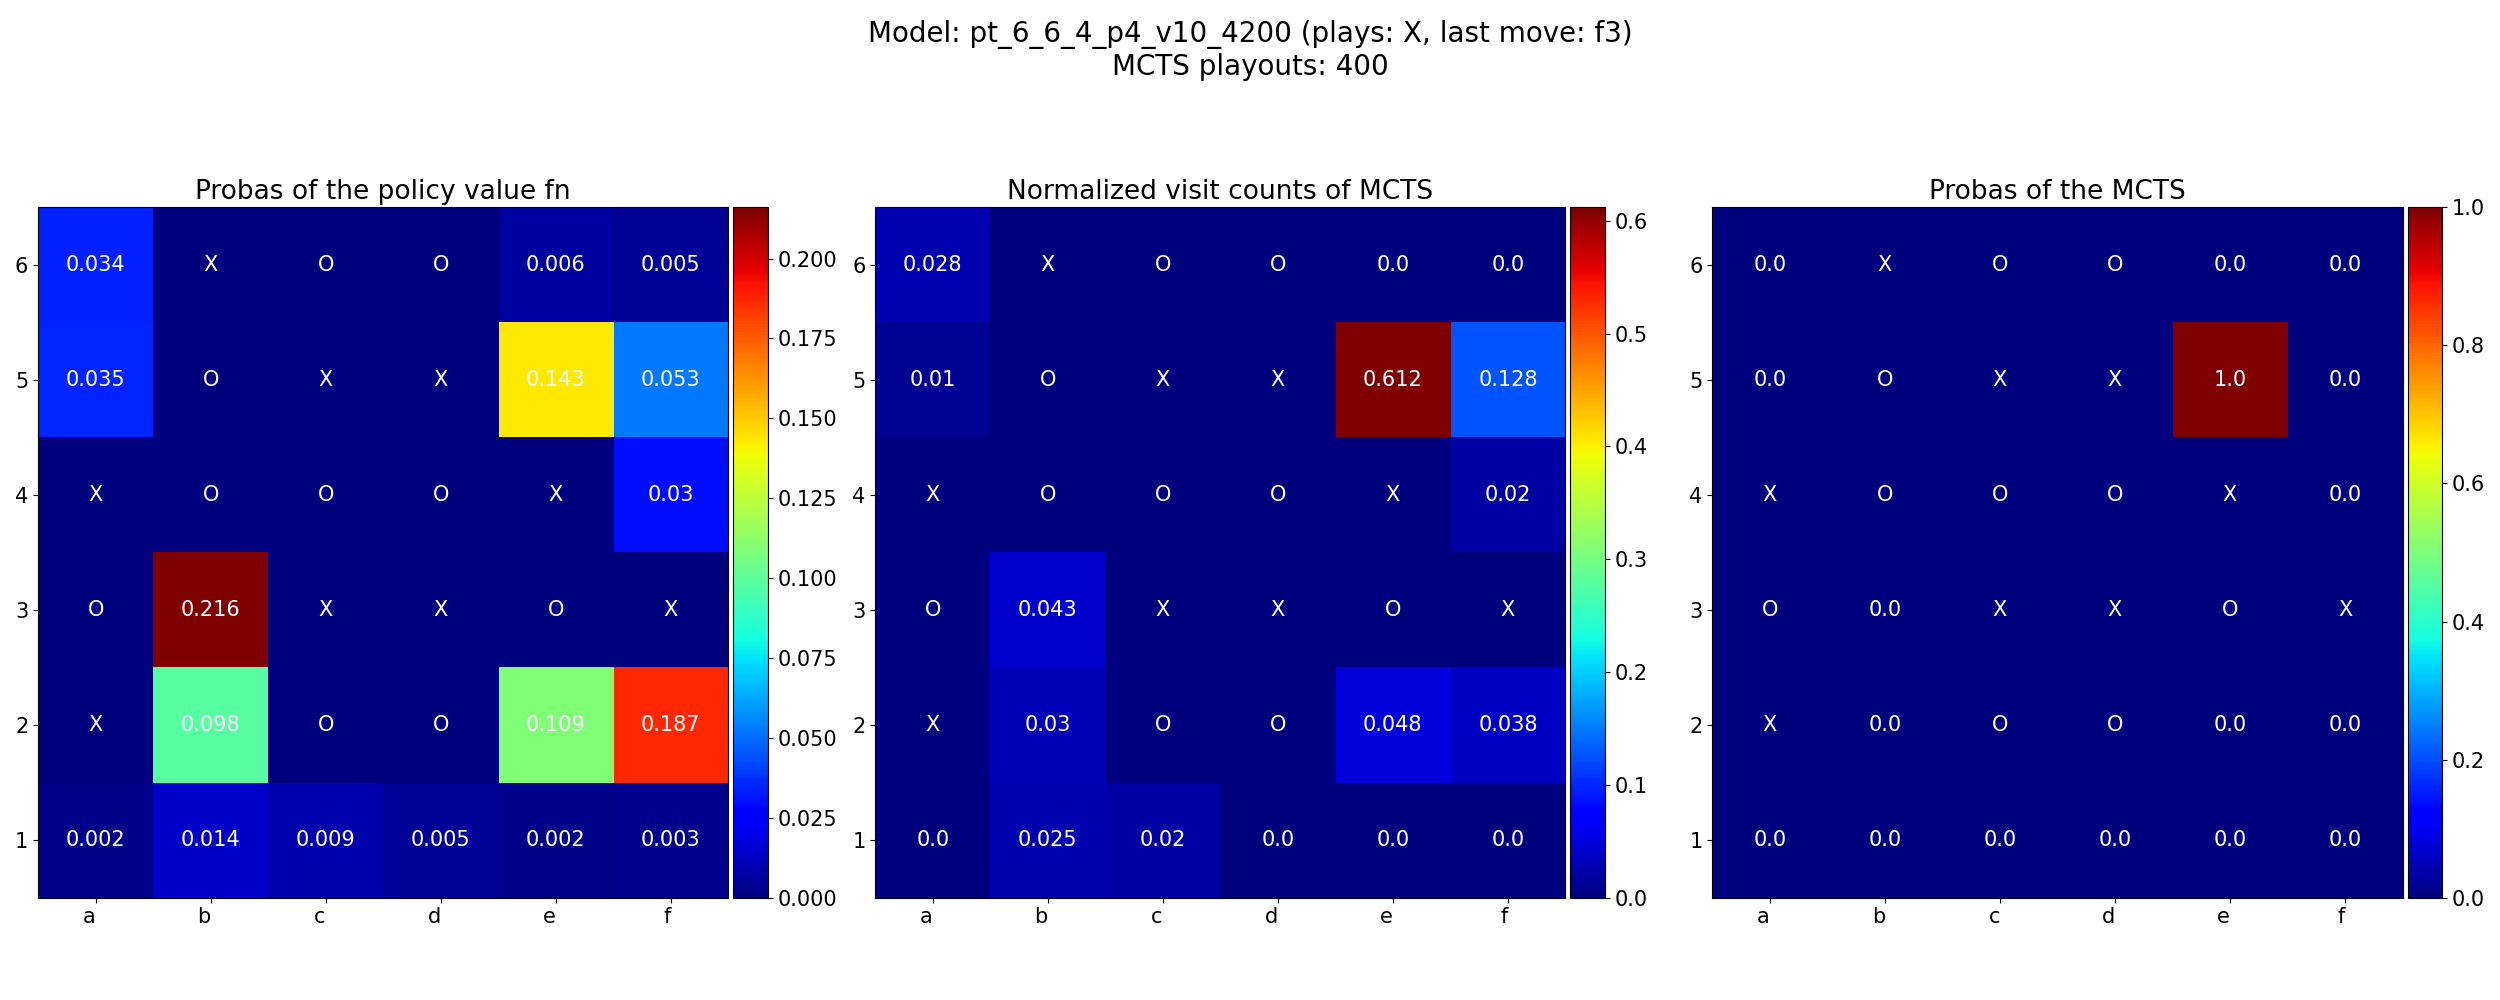 Model: pt_6_6_4_p4_v10_4200 (plays: X, last move: f3)
MCTS playouts: 400
Probas of the policy value fn
6 0.034 X O O 0.006 0.005
5 0.035 O X X 0.143 0.053
4 X O O O X 0.03
3 O 0.216 X X O X
2 X 0.098 O O 0.109 0.187
1 0.002 0.014 0.009 0.005 0.002 0.003
a b c d e f
0.200
0.175
0.150
0.125
0.100
0.075
0.050
0.025
0.000
Normalized visit counts of MCTS
6 0.028 X O O 0.0 0.0
5 0.01 O X X 0.612 0.128
4 X O O O X 0.02
3 O 0.043 X X O X
2 X 0.03 O O 0.048 0.038
1 0.0 0.025 0.02 0.0 0.0 0.0
a b c d e f
0.6
0.5
0.4
0.3
0.2
0.1
0.0
Probas of the MCTS
6 0.0 X O O 0.0 0.0
5 0.0 O X X 1.0 0.0
4 X O O O X 0.0
3 O 0.0 X X O X
2 X 0.0 O O 0.0 0.0
1 0.0 0.0 0.0 0.0 0.0 0.0
a b c d e f
1.0
0.8
0.6
0.4
0.2
0.0